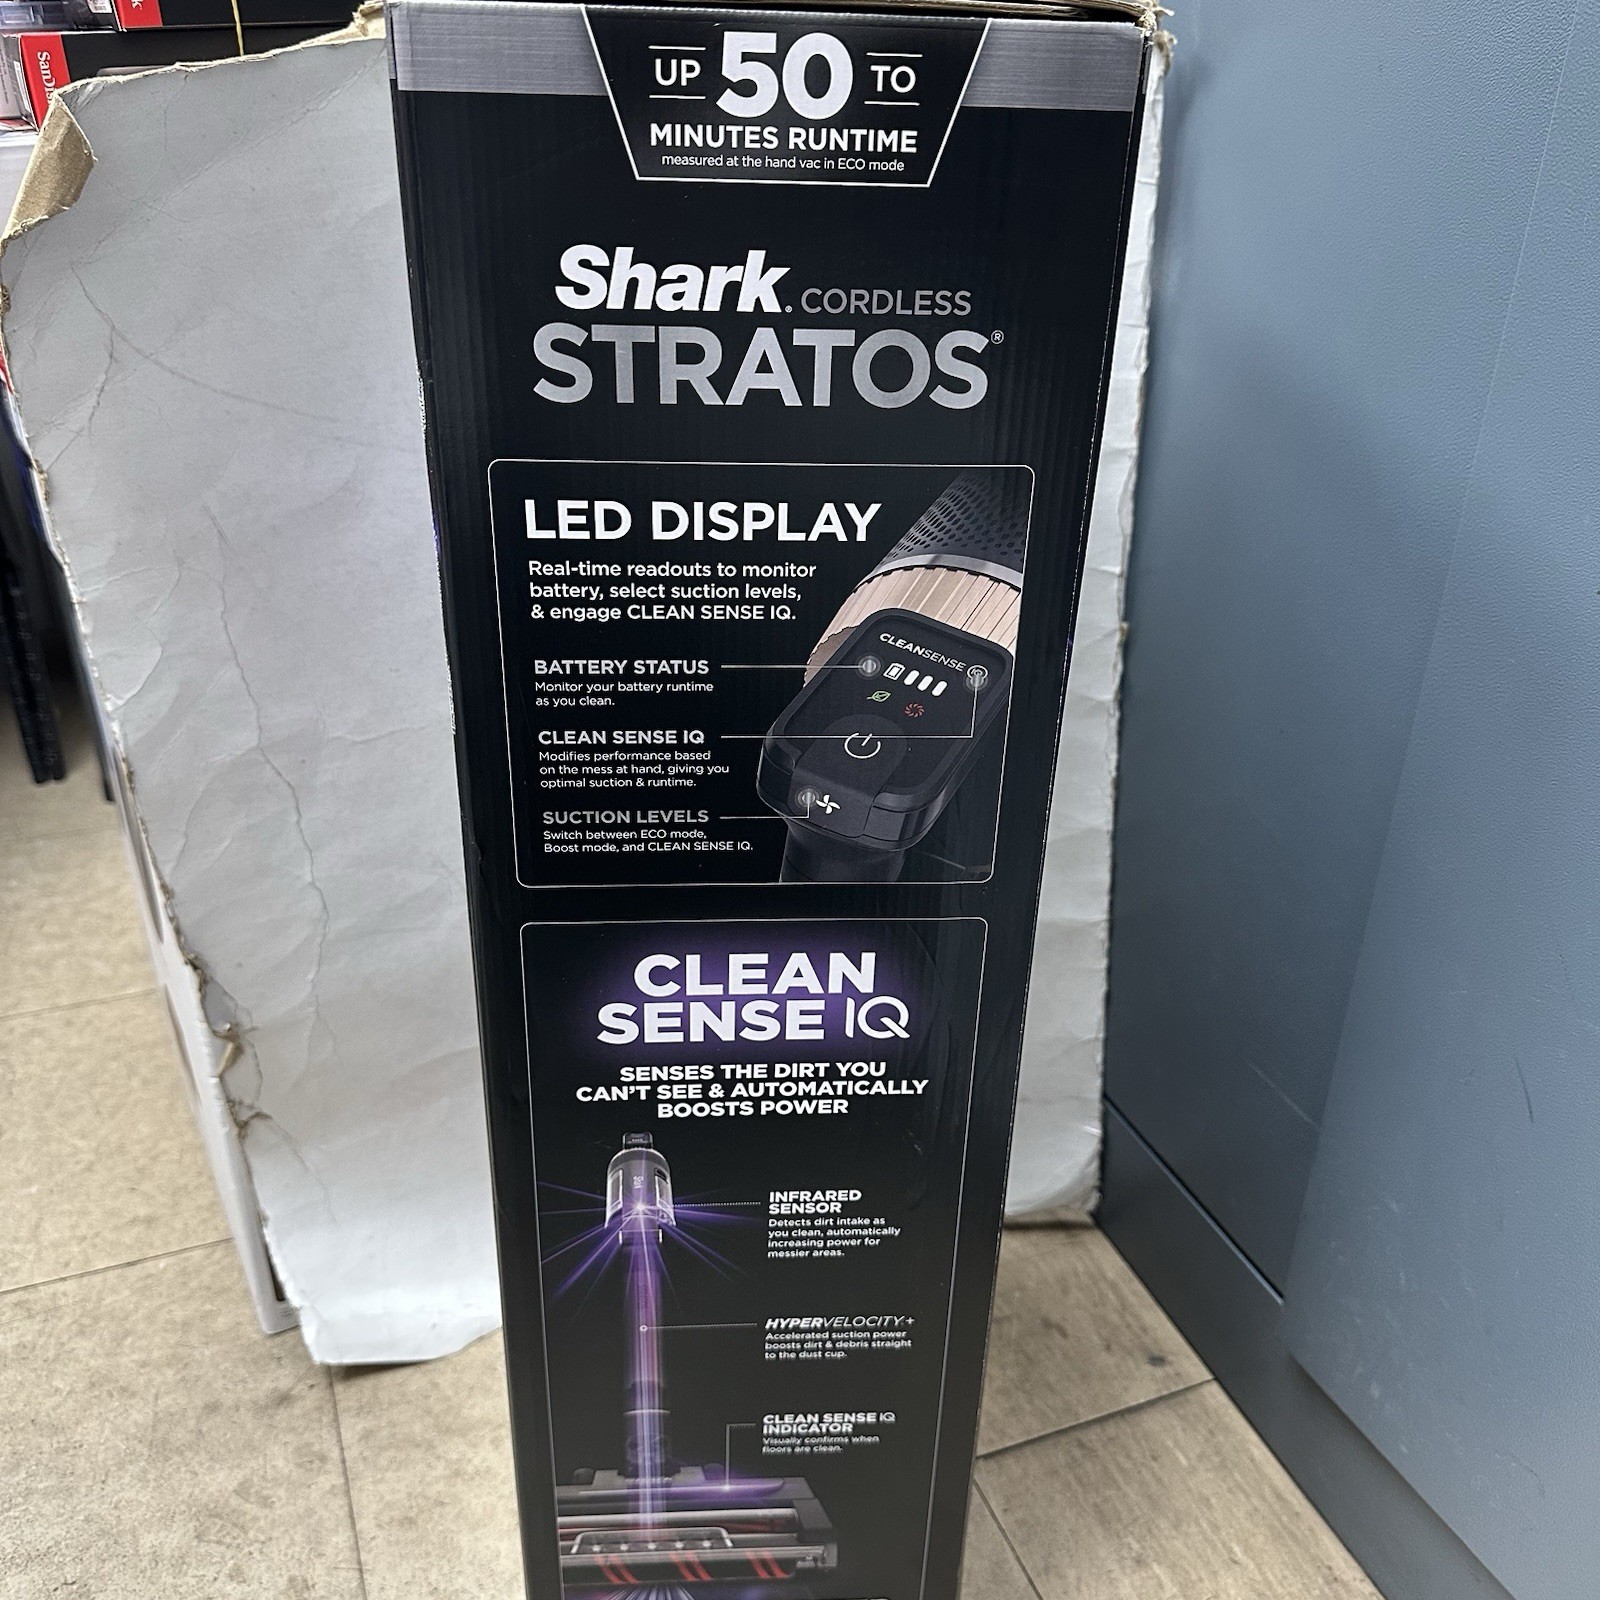 SanDisk
UP 50 TO
MINUTES RUNTIME
measured at the hand vac in ECO mode
Shark. CORDLESS
STRATOS®
LED DISPLAY
Real-time readouts to monitor
battery, select suction levels,
& engage CLEAN SENSE IQ.
BATTERY STATUS
Monitor your battery runtime
as you clean.
CLEAN SENSE IQ
Modifies performance based
on the mess at hand, giving you
optimal suction & runtime.
SUCTION LEVELS
Switch between ECO mode,
Boost mode, and CLEAN SENSE IQ.
CLEANSENSE IQ
CLEAN
SENSE IQ
SENSES THE DIRT YOU
CAN'T SEE & AUTOMATICALLY
BOOSTS POWER
INFRARED
SENSOR
Detects dirt intake as
you clean, automatically
increasing power for
messier areas.
HYPERVELOCITY+
Accelerated suction power
boosts dirt & debris straight
to the dust cup.
CLEAN SENSE IQ
INDICATOR
Visually confirms when
floors are clean.